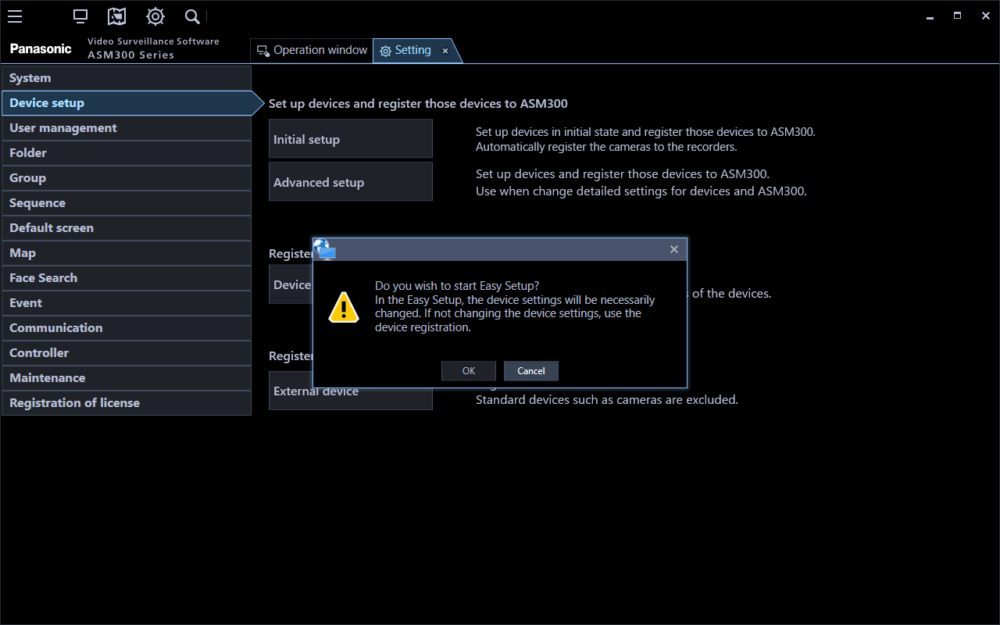 Panasonic
Video Surveillance Software
ASM300 Series
Operation window
Setting
System
Device setup
User management
Folder
Group
Sequence
Default screen
Map
Face Search
Event
Communication
Controller
Maintenance
Registration of license
Set up devices and register those devices to ASM300
Initial setup
Set up devices in initial state and register those devices to ASM300.
Automatically register the cameras to the recorders.
Advanced setup
Set up devices and register those devices to ASM300.
Use when change detailed settings for devices and ASM300.
Register
Device
of the devices.
Do you wish to start Easy Setup?
In the Easy Setup, the device settings will be necessarily
changed. If not changing the device settings, use the
device registration.
OK
Cancel
Register
External device
Standard devices such as cameras are excluded.